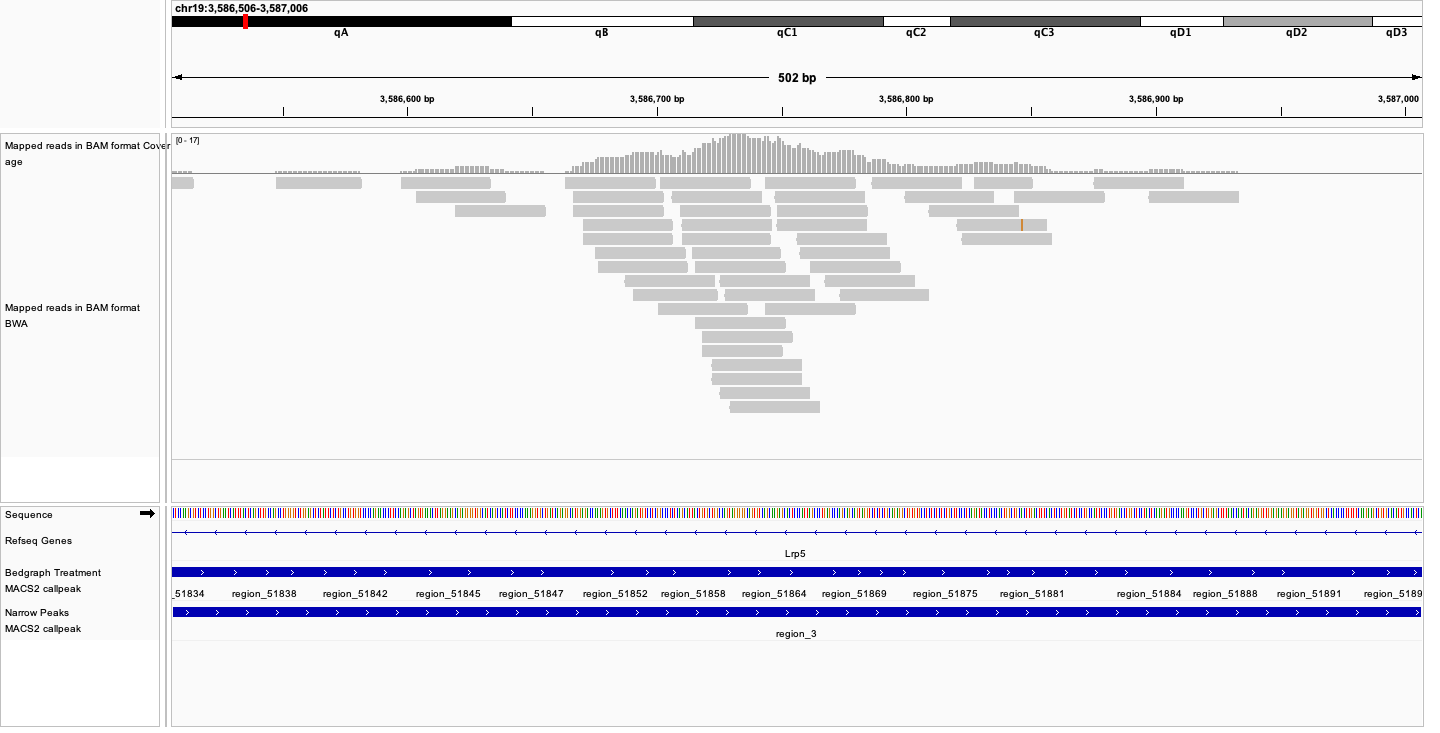 chr19:3,586,506-3,587,006
qA qB qC1 qC2 qC3 qD1 qD2 qD3
502 bp
3,586,600 bp 3,586,700 bp 3,586,800 bp 3,586,900 bp 3,587,000
Mapped reads in BAM format Cover
age
[0 - 17]
Mapped reads in BAM format
BWA
Sequence
Refseq Genes
Lrp5
Bedgraph Treatment
MACS2 callpeak
_51834 region_51838 region_51842 region_51845 region_51847 region_51852 region_51858 region_51864 region_51869 region_51875 region_51881 region_51884 region_51888 region_51891 region_5189
Narrow Peaks
MACS2 callpeak
region_3